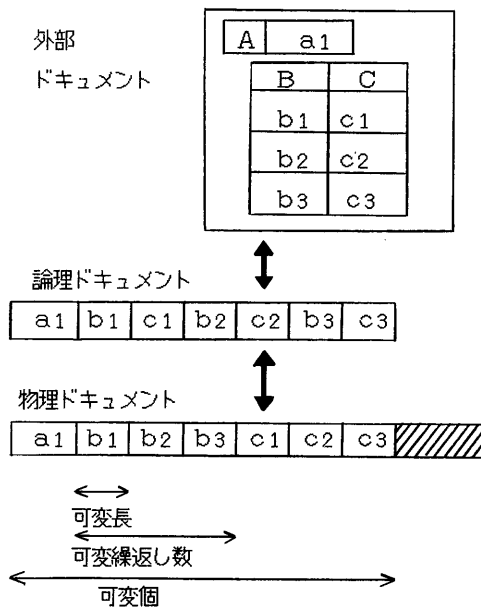 外部
ドキュメント
A a1
B C
b1 c1
b2 c2
b3 c3
論理ドキュメント
a1 b1 c1 b2 c2 b3 c3
物理ドキュメント
a1 b1 b2 b3 c1 c2 c3
可変長
可変繰返し数
可変個